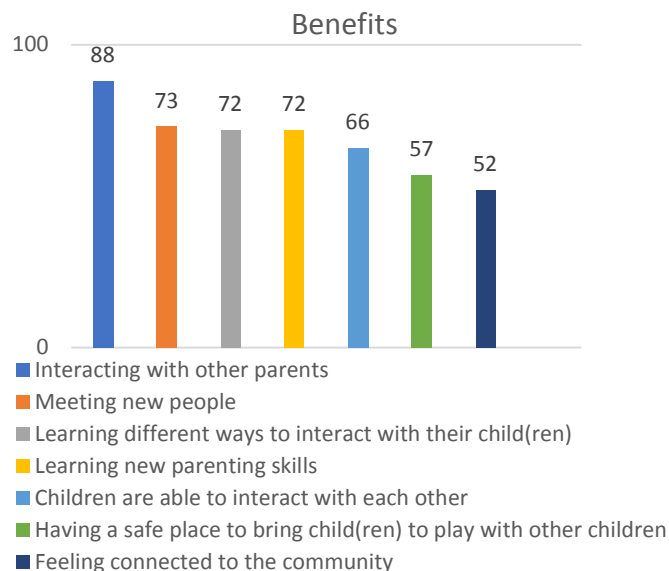 Benefits
100
88
73
72
72
66
57
52
0
Interacting with other parents
Meeting new people
Learning different ways to interact with their child(ren)
Learning new parenting skills
Children are able to interact with each other
Having a safe place to bring child(ren) to play with other children
Feeling connected to the community